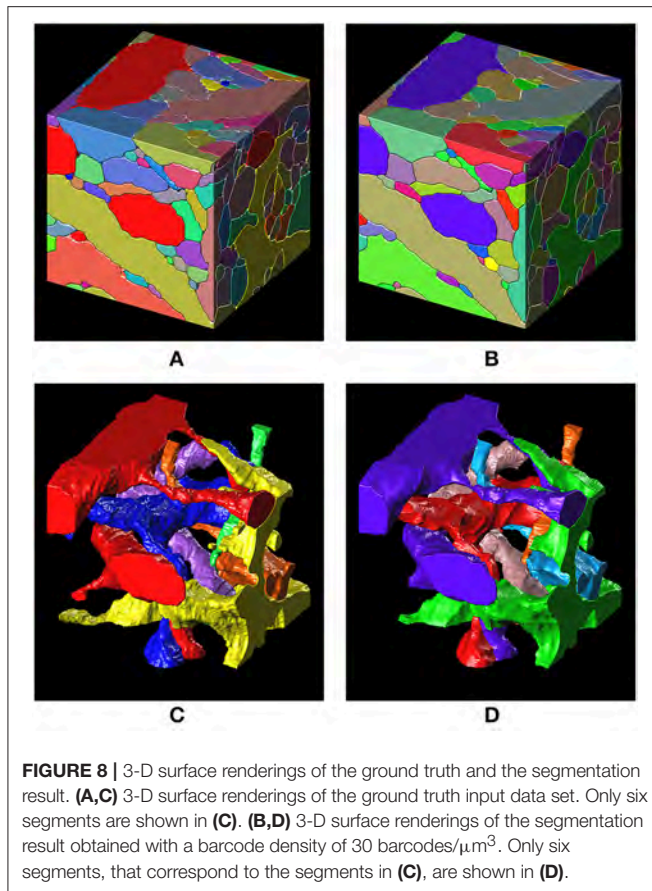 A
B
C
D
FIGURE 8 | 3-D surface renderings of the ground truth and the segmentation
result. (A,C) 3-D surface renderings of the ground truth input data set. Only six
segments are shown in (C). (B,D) 3-D surface renderings of the segmentation
result obtained with a barcode density of 30 barcodes/μm³. Only six
segments, that correspond to the segments in (C), are shown in (D).